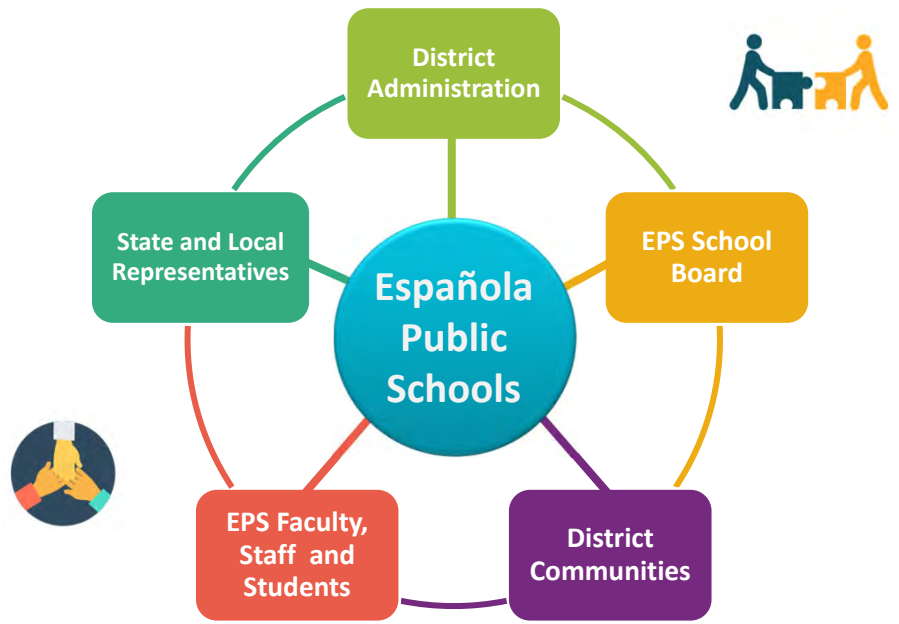 District
Administration
State and Local
Representatives
EPS School
Board
Española
Public
Schools
EPS Faculty,
Staff and
Students
District
Communities